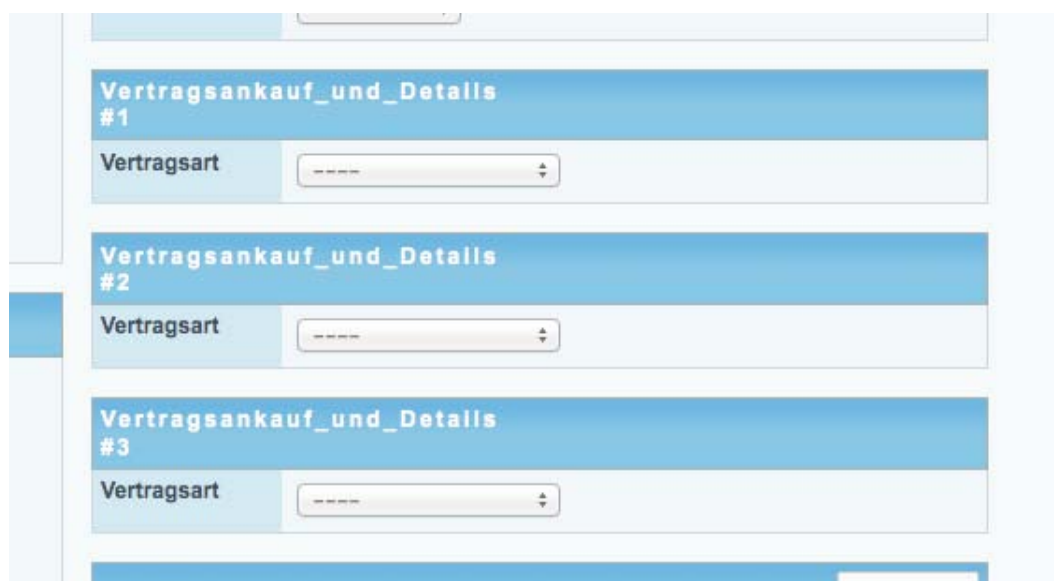 Vertragsankauf_und_Details
#1
Vertragsart
----
Vertragsankauf_und_Details
#2
Vertragsart
----
Vertragsankauf_und_Details
#3
Vertragsart
----